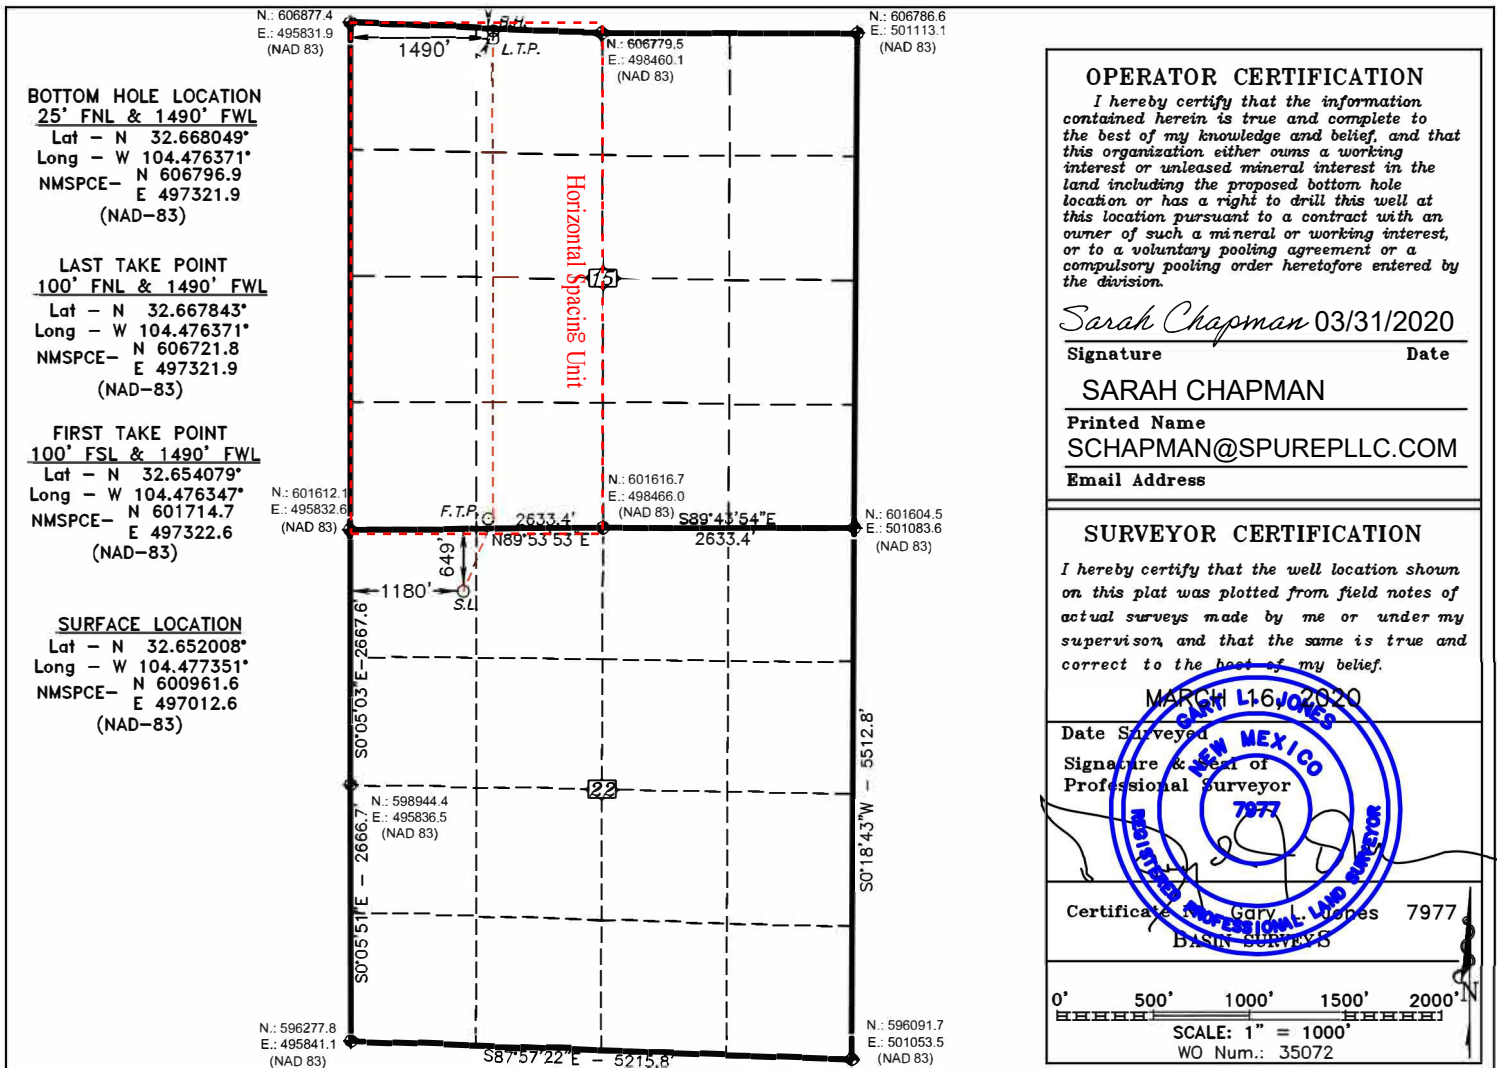 BOTTOM HOLE LOCATION
25' FNL & 1490' FWL
Lat - N 32.668049°
Long - W 104.476371°
NMSPCE- N 606796.9
E 497321.9
(NAD-83)
LAST TAKE POINT
100' FNL & 1490' FWL
Lat - N 32.667843°
Long - W 104.476371°
NMSPCE- N 606721.8
E 497321.9
(NAD-83)
FIRST TAKE POINT
100' FSL & 1490' FWL
Lat - N 32.654079°
Long - W 104.476347°
NMSPCE- N 601714.7
E 497322.6
(NAD-83)
SURFACE LOCATION
Lat - N 32.652008°
Long - W 104.477351°
NMSPCE- N 600961.6
E 497012.6
(NAD-83)
N.: 606877.4
E.: 495831.9
(NAD 83)
1490'
B.H.
L.T.P.
N.: 606779.5
E.: 498460.1
(NAD 83)
N.: 606786.6
E.: 501113.1
(NAD 83)
Horizontal Spacing Unit
15
N.: 601612.1
E.: 495832.6
(NAD 83)
F.T.P.
2633.4'
N89°53'53"E
N.: 601616.7
E.: 498466.0
(NAD 83)
S89°43'54"E
2633.4'
N.: 601604.5
E.: 501083.6
(NAD 83)
649'
1180'
S.L.
S0°05'03"E-2667.6'
N.: 598944.4
E.: 495836.5
(NAD 83)
22
S0°05'51"E - 2666.7'
S0°18'43"W - 5512.8'
N.: 596277.8
E.: 495841.1
(NAD 83)
S87°57'22"E - 5215.8'
N.: 596091.7
E.: 501053.5
(NAD 83)
OPERATOR CERTIFICATION
I hereby certify that the information
contained herein is true and complete to
the best of my knowledge and belief, and that
this organization either owns a working
interest or unleased mineral interest in the
land including the proposed bottom hole
location or has a right to drill this well at
this location pursuant to a contract with an
owner of such a mineral or working interest,
or to a voluntary pooling agreement or a
compulsory pooling order heretofore entered by
the division.
Sarah Chapman 03/31/2020
Signature Date
SARAH CHAPMAN
Printed Name
SCHAPMAN@SPUREPLLC.COM
Email Address
SURVEYOR CERTIFICATION
I hereby certify that the well location shown
on this plat was plotted from field notes of
actual surveys made by me or under my
supervison, and that the same is true and
correct to the best of my belief.
MARCH 16, 2020
Date Surveyed
Signature & Seal of
Professional Surveyor
GARY L. JONES
NEW MEXICO
7977
REGISTERED PROFESSIONAL LAND SURVEYOR
Certificate Gary L. Jones 7977
BASIN SURVEYS
N
0' 500' 1000' 1500' 2000'
SCALE: 1" = 1000'
WO Num.: 35072